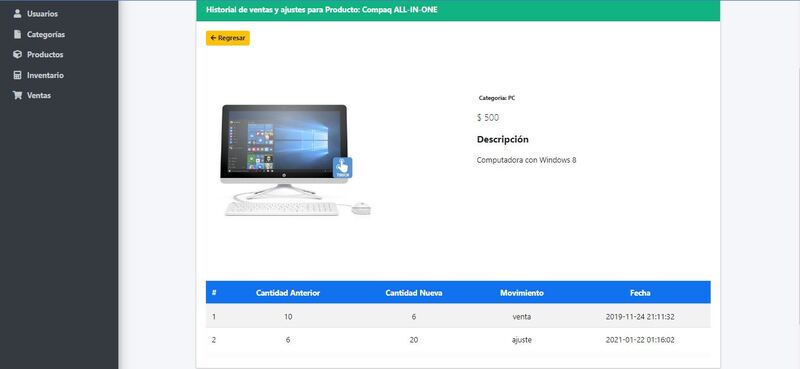 Usuarios
Categorías
Productos
Inventario
Ventas
Historial de ventas y ajustes para Producto: Compaq ALL-IN-ONE
Regresar
Categoria: PC
$ 500
Descripción
Computadora con Windows 8
# Cantidad Anterior Cantidad Nueva Movimiento Fecha
1 10 6 venta 2019-11-24 21:11:32
2 6 20 ajuste 2021-01-22 01:16:02